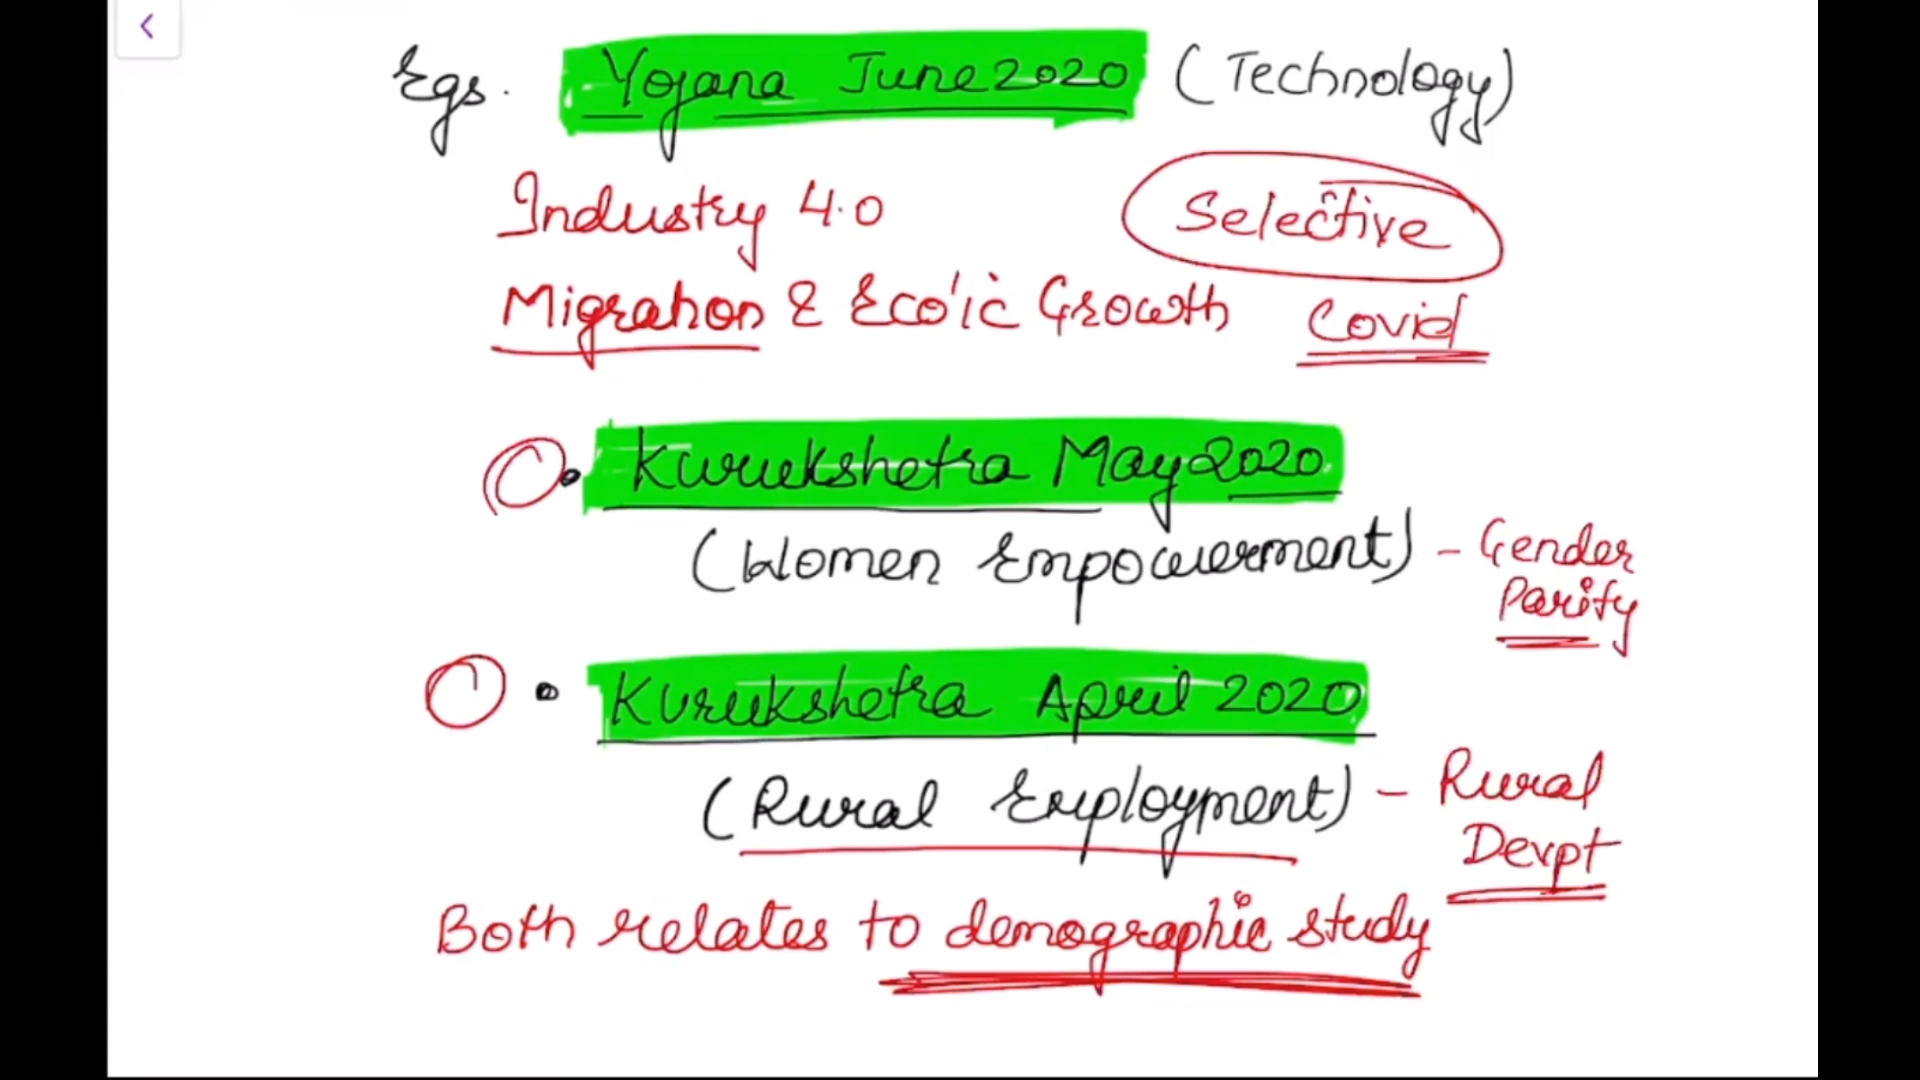 Egs. Yojana June 2020 (Technology)
Industry 4.0 Selective
Migration & Eco'ic Growth Covid
• Kurukshetra May 2020
(Women Empowerment) - Gender
Parity
• Kurukshetra April 2020
(Rural Employment) - Rural
Devpt
Both relates to demographic study